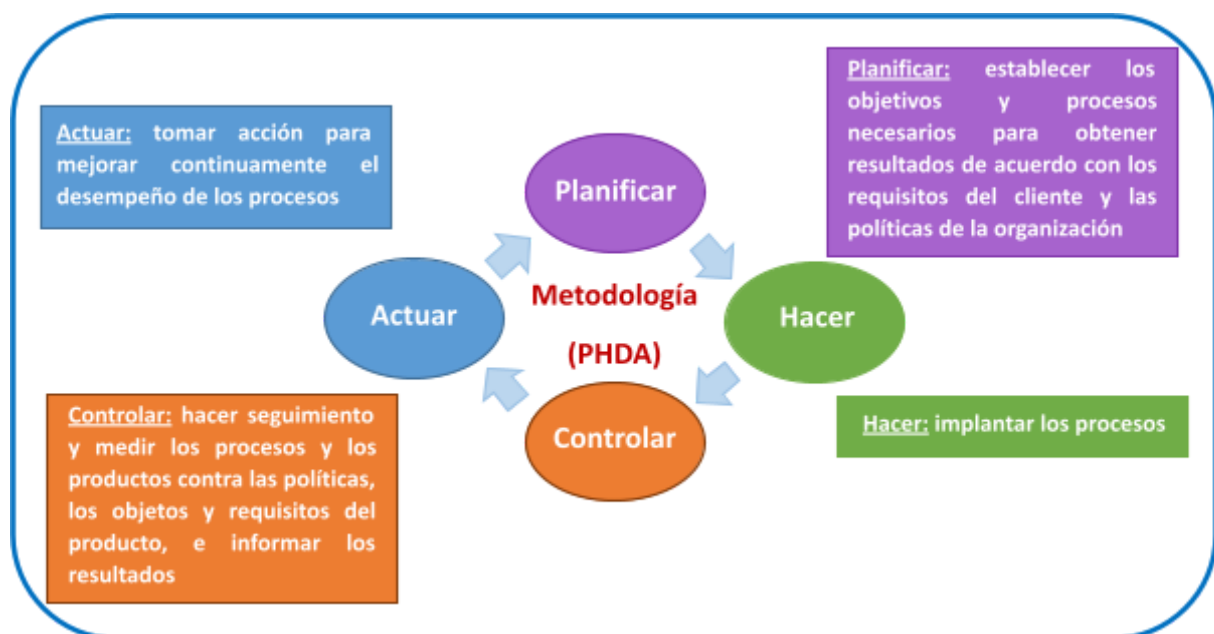 Planificar: establecer los
objetivos y procesos
necesarios para obtener
resultados de acuerdo con los
requisitos del cliente y las
políticas de la organización
Actuar: tomar acción para
mejorar continuamente el
desempeño de los procesos
Planificar
Actuar
Metodología
(PHDA)
Hacer
Controlar
Controlar: hacer seguimiento
y medir los procesos y los
productos contra las políticas,
los objetos y requisitos del
producto, e informar los
resultados
Hacer: implantar los procesos